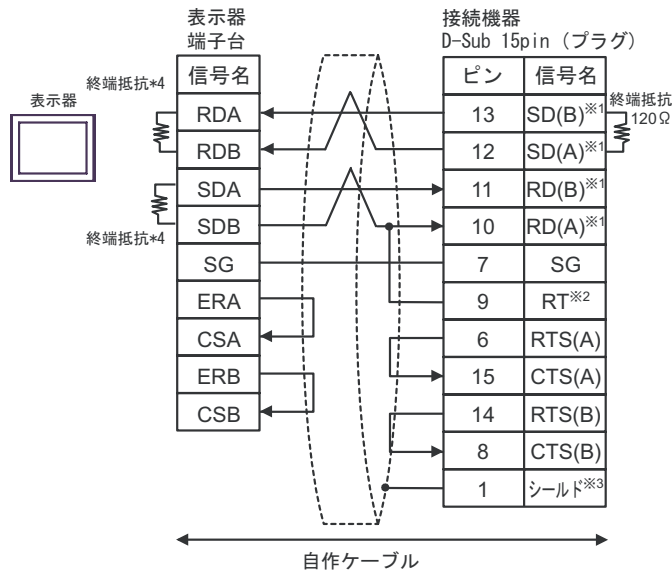 表示器
端子台
接続機器
D-Sub 15pin（プラグ）
終端抵抗*4
信号名
ピン 信号名
表示器
RDA
13 SD(B)※1
終端抵抗
120Ω
RDB
12 SD(A)※1
SDA
11 RD(B)※1
SDB
10 RD(A)※1
終端抵抗*4
SG
7 SG
ERA
9 RT※2
CSA
6 RTS(A)
ERB
15 CTS(A)
CSB
14 RTS(B)
8 CTS(B)
1 シールド※3
自作ケーブル